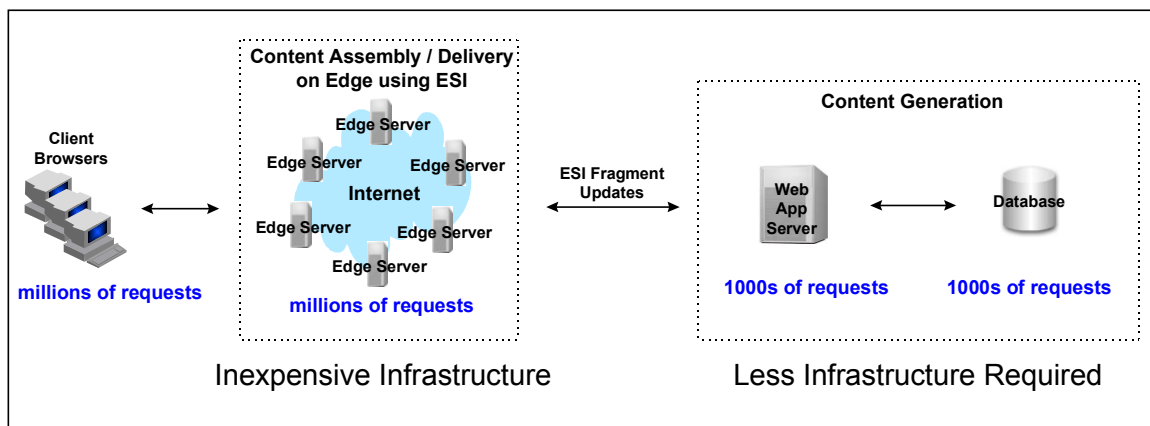 Content Assembly / Delivery
on Edge using ESI
Edge Server
Edge Server
Edge Server
Internet
Edge Server
Edge Server
Edge Server
millions of requests
Client
Browsers
millions of requests
ESI Fragment
Updates
Content Generation
Web
App
Server
Database
1000s of requests
1000s of requests
Inexpensive Infrastructure
Less Infrastructure Required